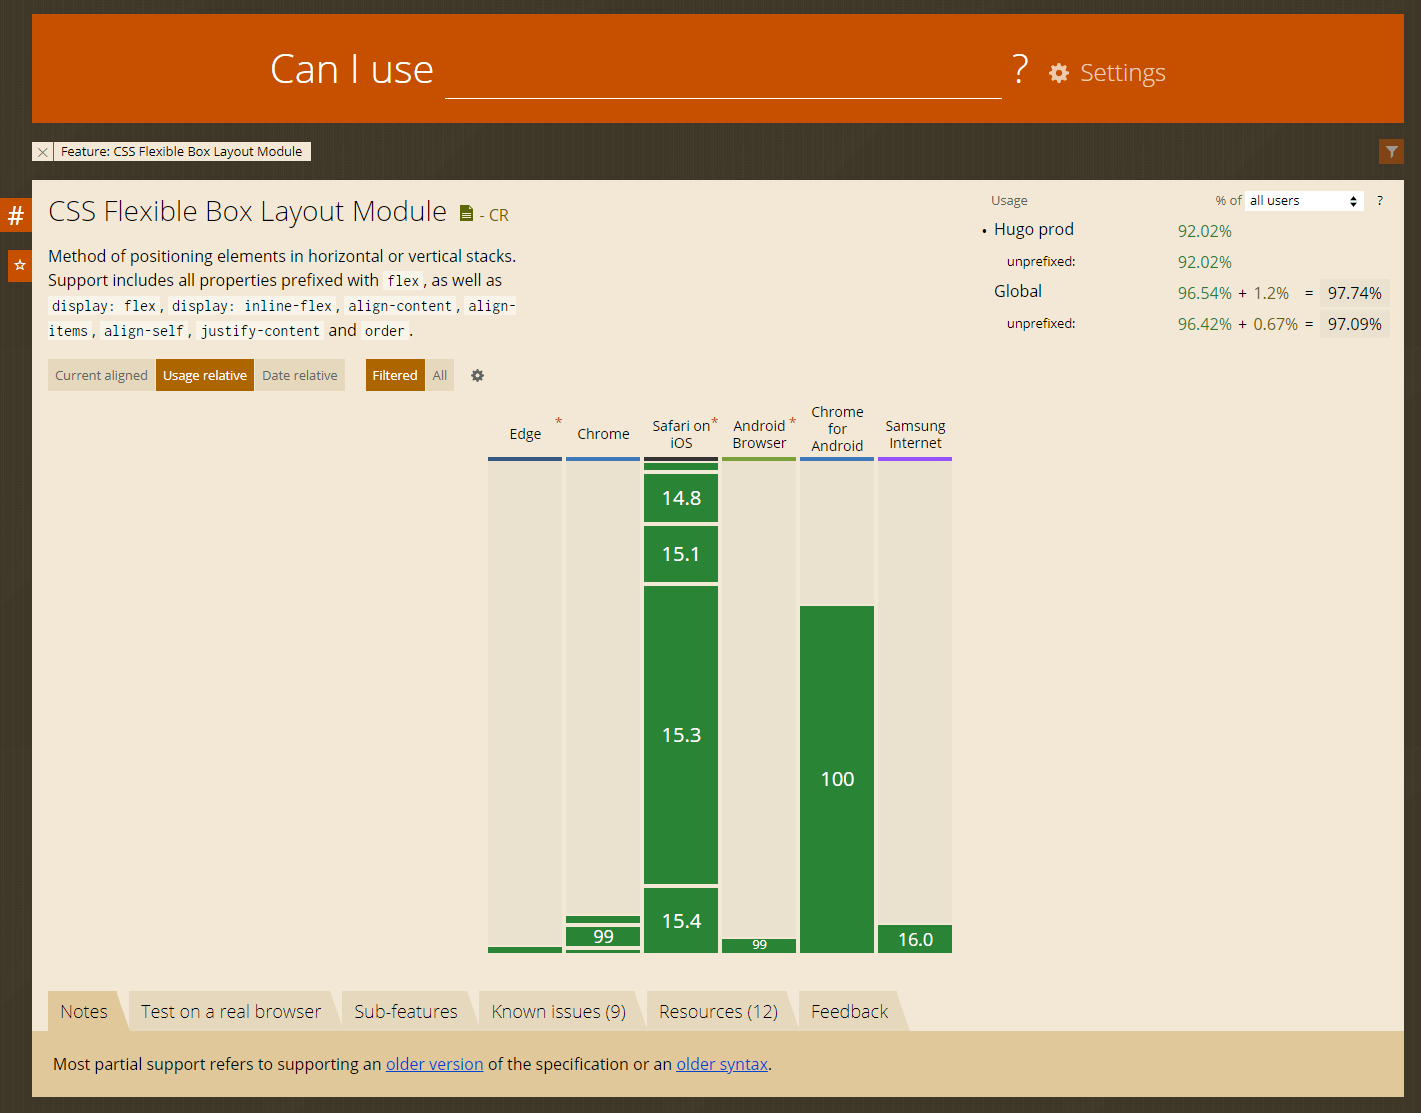 Can I use ? Settings
× Feature: CSS Flexible Box Layout Module
#
CSS Flexible Box Layout Module - CR
Method of positioning elements in horizontal or vertical stacks.
Support includes all properties prefixed with flex, as well as
display: flex, display: inline-flex, align-content, align-
items, align-self, justify-content and order.
Usage % of all users ?
• Hugo prod 92.02%
unprefixed: 92.02%
Global 96.54% + 1.2% = 97.74%
unprefixed: 96.42% + 0.67% = 97.09%
Current aligned Usage relative Date relative Filtered All
Edge *
Chrome
Safari on *
iOS
Android *
Browser
Chrome
for
Android
Samsung
Internet
14.8
15.1
15.3
15.4
99
99
100
16.0
Notes Test on a real browser Sub-features Known issues (9) Resources (12) Feedback
Most partial support refers to supporting an older version of the specification or an older syntax.